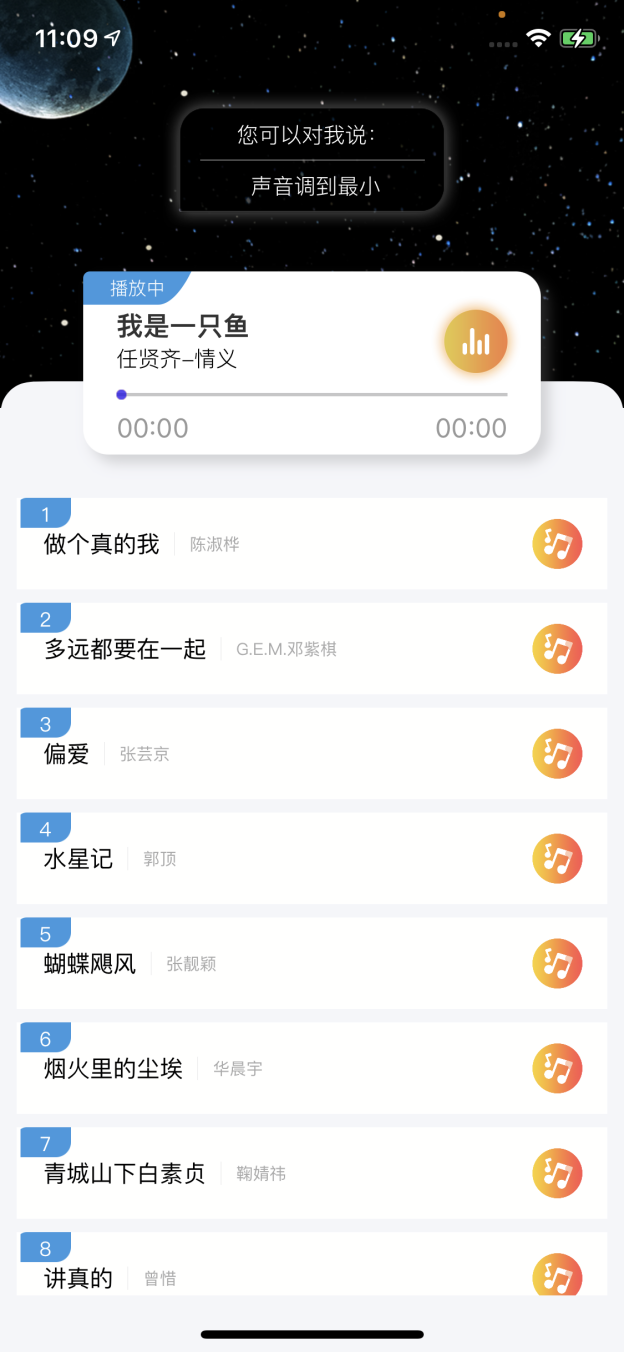 11:09
您可以对我说：
声音调到最小
播放中
我是一只鱼
任贤齐-情义
00:00 00:00
1
做个真的我 陈淑桦
2
多远都要在一起 G.E.M.邓紫棋
3
偏爱 张芸京
4
水星记 郭顶
5
蝴蝶飓风 张靓颖
6
烟火里的尘埃 华晨宇
7
青城山下白素贞 鞠婧祎
8
讲真的 曾惜